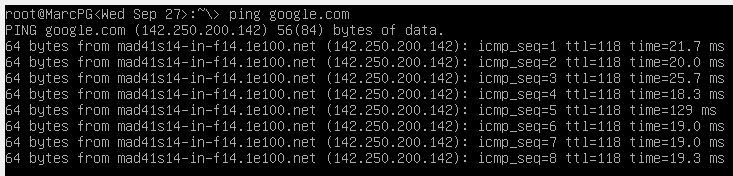 root@MarcPG<Wed Sep 27>:~\> ping google.com
PING google.com (142.250.200.142) 56(84) bytes of data.
64 bytes from mad41s14-in-f14.1e100.net (142.250.200.142): icmp_seq=1 ttl=118 time=21.7 ms
64 bytes from mad41s14-in-f14.1e100.net (142.250.200.142): icmp_seq=2 ttl=118 time=20.0 ms
64 bytes from mad41s14-in-f14.1e100.net (142.250.200.142): icmp_seq=3 ttl=118 time=25.7 ms
64 bytes from mad41s14-in-f14.1e100.net (142.250.200.142): icmp_seq=4 ttl=118 time=18.3 ms
64 bytes from mad41s14-in-f14.1e100.net (142.250.200.142): icmp_seq=5 ttl=118 time=129 ms
64 bytes from mad41s14-in-f14.1e100.net (142.250.200.142): icmp_seq=6 ttl=118 time=19.0 ms
64 bytes from mad41s14-in-f14.1e100.net (142.250.200.142): icmp_seq=7 ttl=118 time=19.0 ms
64 bytes from mad41s14-in-f14.1e100.net (142.250.200.142): icmp_seq=8 ttl=118 time=19.3 ms